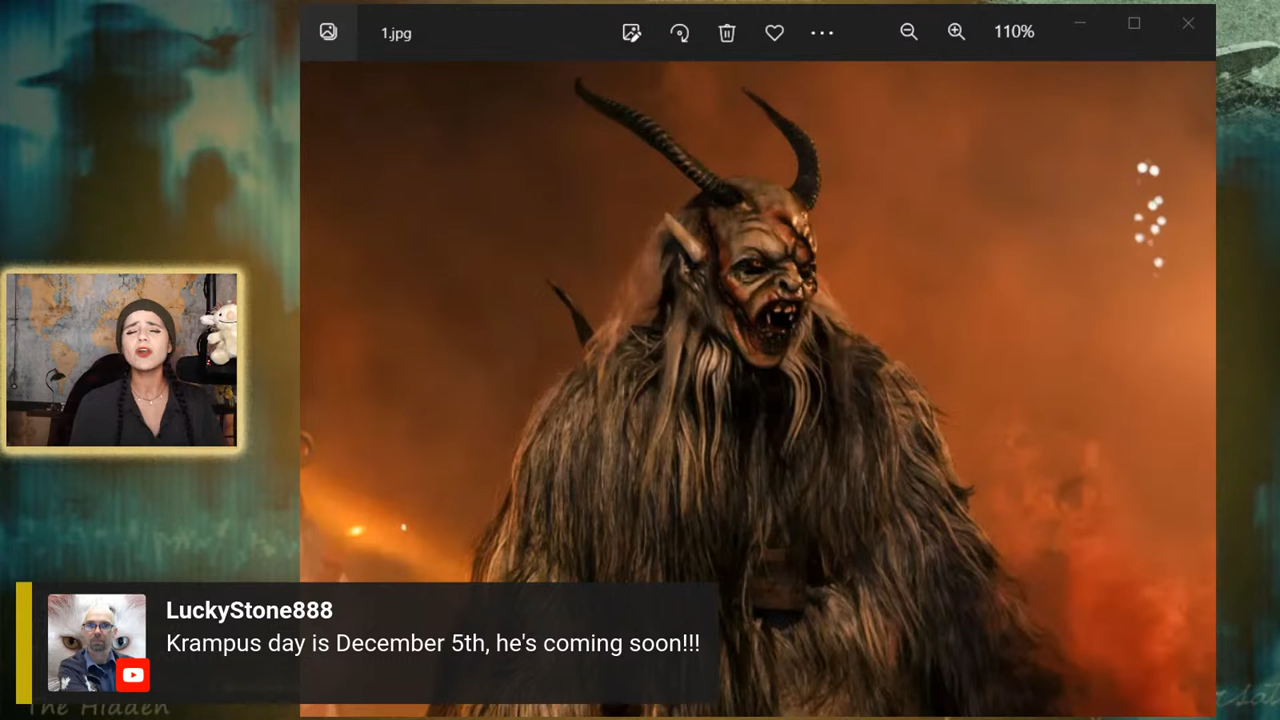 1.jpg
110%
LuckyStone888
Krampus day is December 5th, he's coming soon!!!
The Hidden